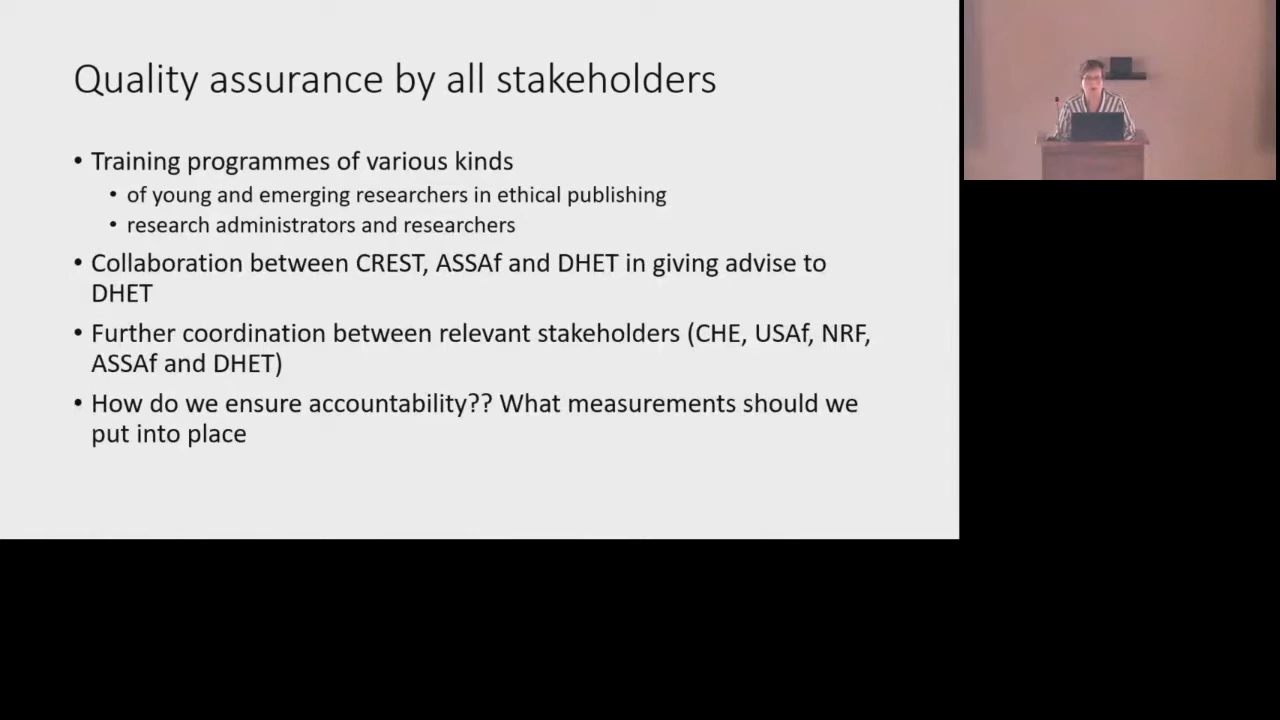 Quality assurance by all stakeholders
• Training programmes of various kinds
• of young and emerging researchers in ethical publishing
• research administrators and researchers
• Collaboration between CREST, ASSAf and DHET in giving advise to
DHET
• Further coordination between relevant stakeholders (CHE, USAf, NRF,
ASSAf and DHET)
• How do we ensure accountability?? What measurements should we
put into place